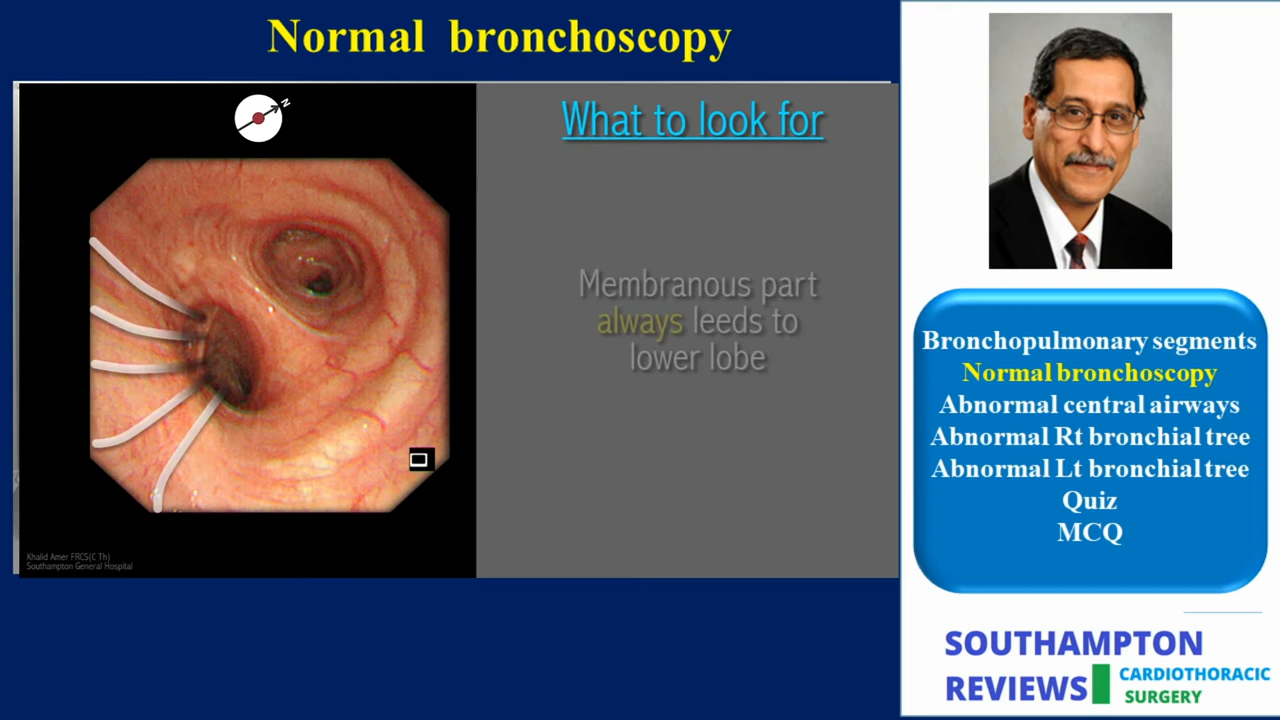 Normal bronchoscopy
N
What to look for
Membranous part
always leeds to
lower lobe
Khalid Amer FRCS(C Th)
Southampton General Hospital
Bronchopulmonary segments
Normal bronchoscopy
Abnormal central airways
Abnormal Rt bronchial tree
Abnormal Lt bronchial tree
Quiz
MCQ
SOUTHAMPTON
REVIEWS
CARDIOTHORACIC
SURGERY